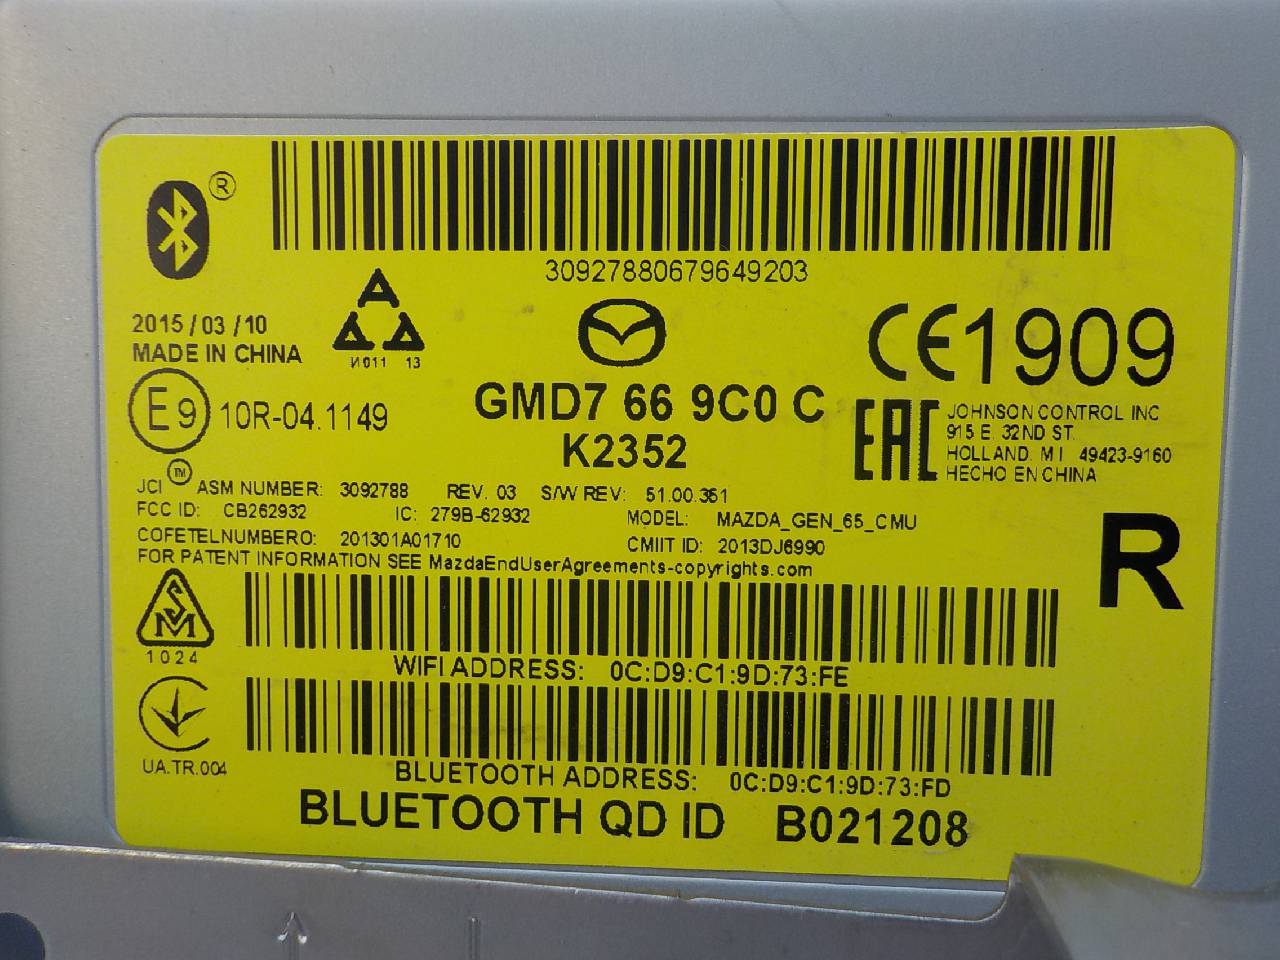 ®
30927880679649203
2015/03/10
MADE IN CHINA
И011 13
CE1909
E9 10R-04.1149
GMD7 66 9C0 C
K2352
EAC
JOHNSON CONTROL INC
915 E. 32ND ST.
HOLLAND. MI 49423-9160
HECHO EN CHINA
JCI™ ASM NUMBER: 3092788 REV. 03 S/W REV: 51.00.351
FCC ID: CB262932 IC: 279B-62932 MODEL: MAZDA_GEN_65_CMU
COFETELNUMBERO: 201301A01710 CMIIT ID: 2013DJ6990
FOR PATENT INFORMATION SEE MazdaEndUserAgreements-copyrights.com
R
SM
1024
WIFI ADDRESS: 0C:D9:C1:9D:73:FE
UA.TR.004
BLUETOOTH ADDRESS: 0C:D9:C1:9D:73:FD
BLUETOOTH QD ID B021208